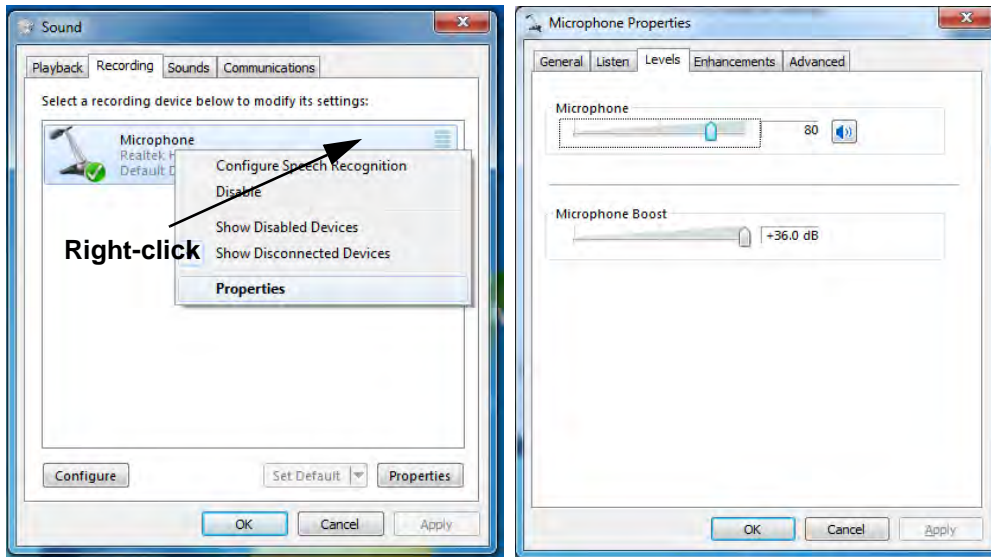 Sound
Playback Recording Sounds Communications
Select a recording device below to modify its settings:
Microphone
Realtek H
Default D
Configure Speech Recognition
Disable
Show Disabled Devices
Show Disconnected Devices
Properties
Right-click
Configure Set Default Properties
OK Cancel Apply
Microphone Properties
General Listen Levels Enhancements Advanced
Microphone
80
Microphone Boost
+36.0 dB
OK Cancel Apply